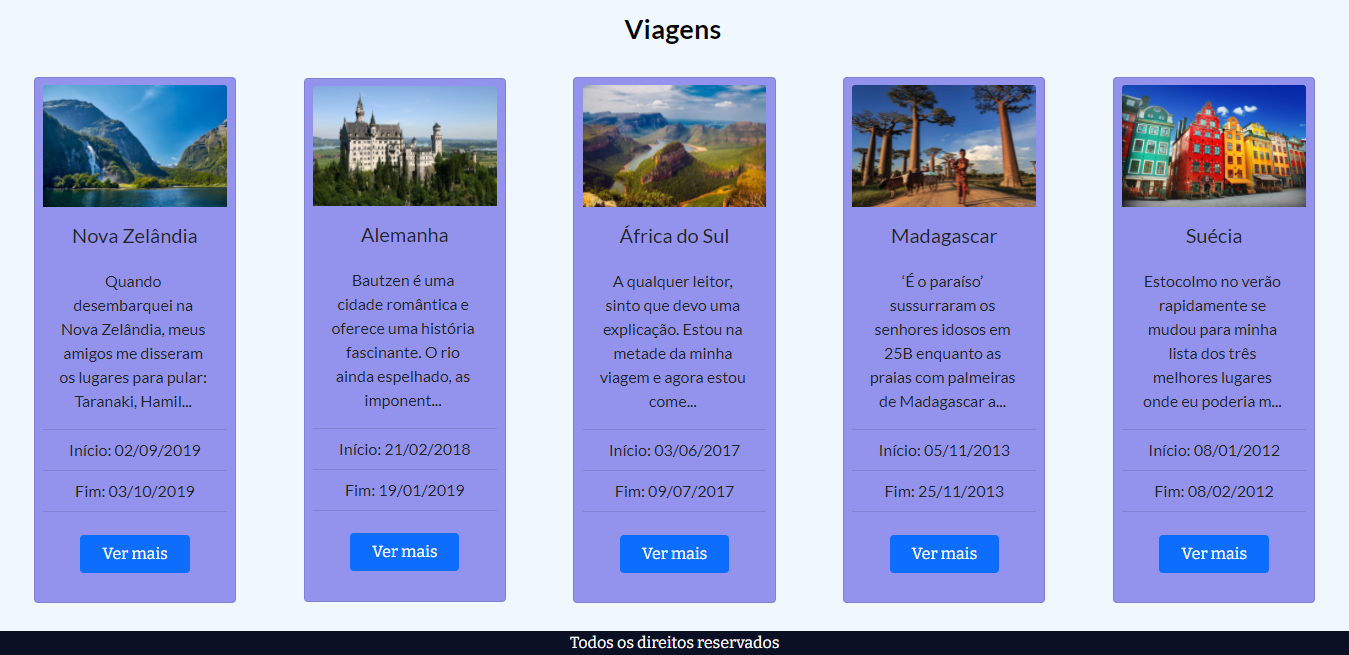 Viagens
Nova Zelândia
Quando
desembarquei na
Nova Zelândia, meus
amigos me disseram
os lugares para pular:
Taranaki, Hamil...
Início: 02/09/2019
Fim: 03/10/2019
Ver mais
Alemanha
Bautzen é uma
cidade romântica e
oferece uma história
fascinante. O rio
ainda espelhado, as
imponent...
Início: 21/02/2018
Fim: 19/01/2019
Ver mais
África do Sul
A qualquer leitor,
sinto que devo uma
explicação. Estou na
metade da minha
viagem e agora estou
come...
Início: 03/06/2017
Fim: 09/07/2017
Ver mais
Madagascar
‘É o paraíso’
sussurraram os
senhores idosos em
25B enquanto as
praias com palmeiras
de Madagascar a...
Início: 05/11/2013
Fim: 25/11/2013
Ver mais
Suécia
Estocolmo no verão
rapidamente se
mudou para minha
lista dos três
melhores lugares
onde eu poderia m...
Início: 08/01/2012
Fim: 08/02/2012
Ver mais
Todos os direitos reservados